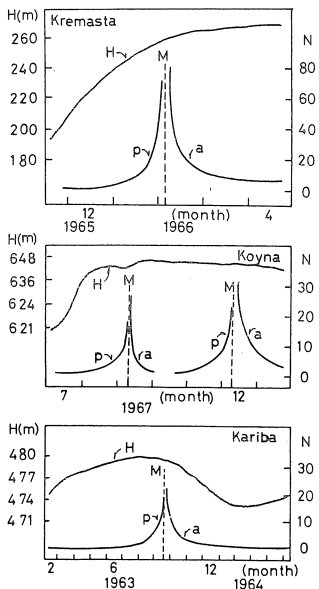 H(m) Kremasta
260 M N
H
240 80
220 60
200 40
180 p a 20
0
12 (month) 4
1965 1966
H(m)
648 Koyna
636 H M M 30
624 20
621 p a p a 10
0
7 (month) 12
1967
H(m) Kariba
480 H N
477 M 30
474 p 20
471 a 10
0
2 6 12 (month)
1963 1964